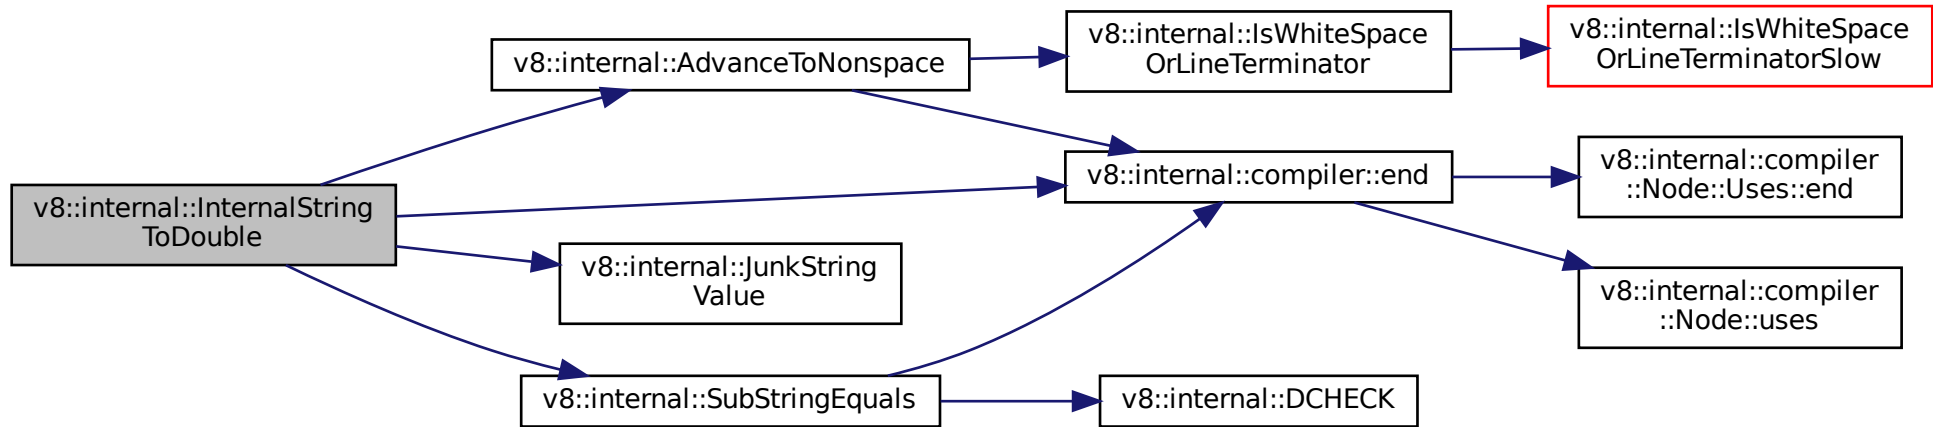 v8::internal::InternalString
ToDouble
v8::internal::AdvanceToNonspace
v8::internal::IsWhiteSpace
OrLineTerminator
v8::internal::IsWhiteSpace
OrLineTerminatorSlow
v8::internal::compiler::end
v8::internal::compiler
::Node::Uses::end
v8::internal::compiler
::Node::uses
v8::internal::JunkString
Value
v8::internal::SubStringEquals
v8::internal::DCHECK